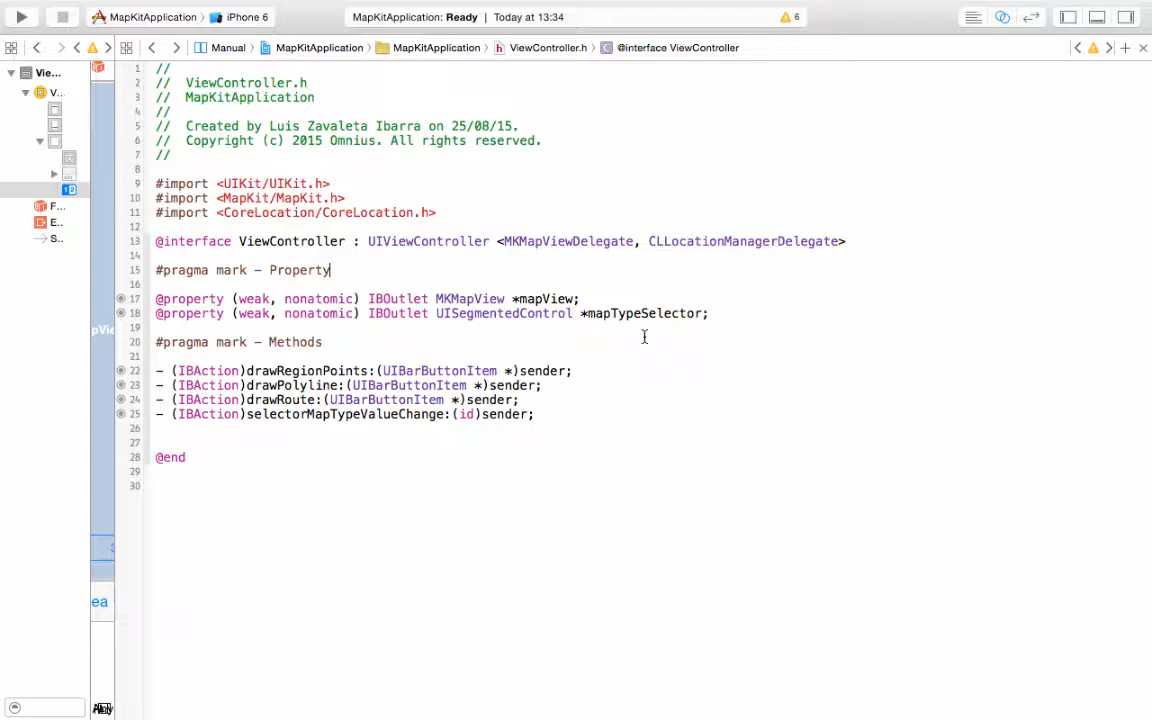 MapKitApplication
iPhone 6
MapKitApplication: Ready
Today at 13:34
6
Manual
MapKitApplication
MapKitApplication
ViewController.h
@interface ViewController
Vie...
V...
F...
E...
S..
1 //
2 //  ViewController.h
3 //  MapKitApplication
4 //
5 //  Created by Luis Zavaleta Ibarra on 25/08/15.
6 //  Copyright (c) 2015 Omnius. All rights reserved.
7 //
8
9 #import <UIKit/UIKit.h>
10 #import <MapKit/MapKit.h>
11 #import <CoreLocation/CoreLocation.h>
12
13 @interface ViewController : UIViewController <MKMapViewDelegate, CLLocationManagerDelegate>
14
15 #pragma mark - Property
16
17 @property (weak, nonatomic) IBOutlet MKMapView *mapView;
18 @property (weak, nonatomic) IBOutlet UISegmentedControl *mapTypeSelector;
19
20 #pragma mark - Methods
21
22 - (IBAction)drawRegionPoints:(UIBarButtonItem *)sender;
23 - (IBAction)drawPolyline:(UIBarButtonItem *)sender;
24 - (IBAction)drawRoute:(UIBarButtonItem *)sender;
25 - (IBAction)selectorMapTypeValueChange:(id)sender;
26
27
28 @end
29
30
pVie
ea